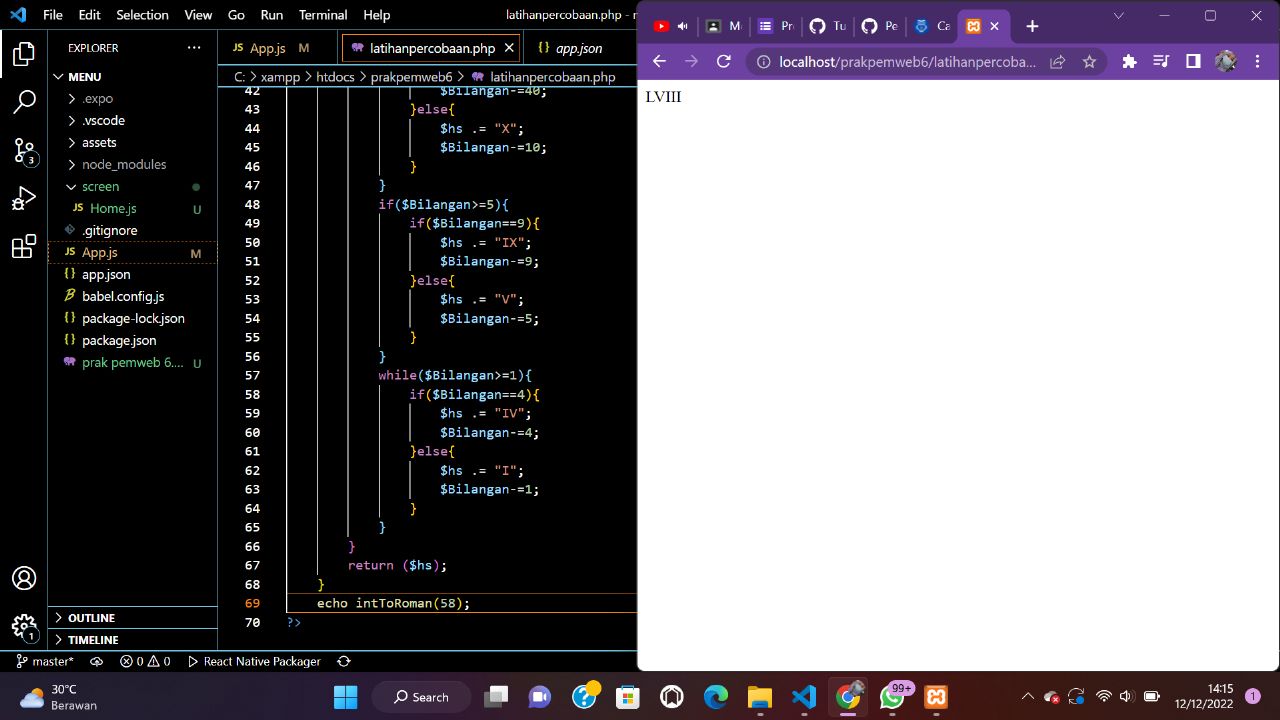 File Edit Selection View Go Run Terminal Help
latihanpercobaan.php -
EXPLORER
MENU
.expo
.vscode
assets
node_modules
screen
JS Home.js U
.gitignore
JS App.js M
{} app.json
babel.config.js
{} package-lock.json
{} package.json
prak pemweb 6.... U
OUTLINE
TIMELINE
3
1
JS App.js M
latihanpercobaan.php
{} app.json
C: > xampp > htdocs > prakpemweb6 > latihanpercobaan.php
42 $Bilangan-=40;
43 }else{
44 $hs .= "X";
45 $Bilangan-=10;
46 }
47 }
48 if($Bilangan>=5){
49 if($Bilangan==9){
50 $hs .= "IX";
51 $Bilangan-=9;
52 }else{
53 $hs .= "V";
54 $Bilangan-=5;
55 }
56 }
57 while($Bilangan>=1){
58 if($Bilangan==4){
59 $hs .= "IV";
60 $Bilangan-=4;
61 }else{
62 $hs .= "I";
63 $Bilangan-=1;
64 }
65 }
66 }
67 return ($hs);
68 }
69 echo intToRoman(58);
70 ?>
master* 0 0 React Native Packager
Pr
Tu
Pe
Ca
localhost/prakpemweb6/latihanpercoba...
LVIII
30°C
Berawan
Search
99+
14:15
12/12/2022
1